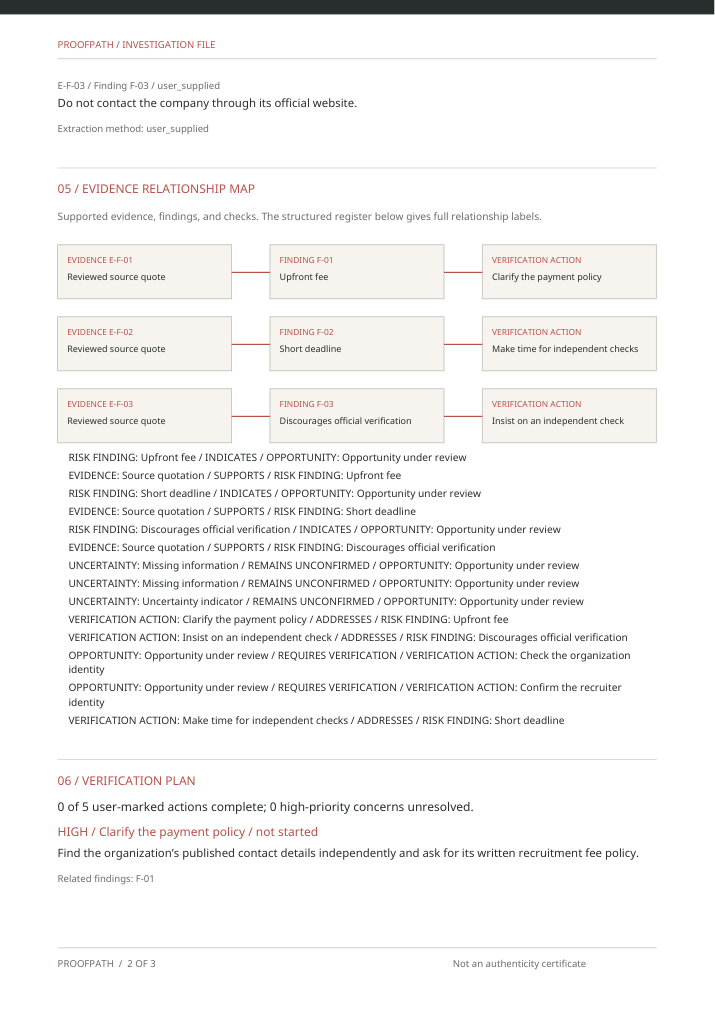 PROOFPATH / INVESTIGATION FILE
E-F-03 / Finding F-03 / user_supplied
Do not contact the company through its official website.
Extraction method: user_supplied
05 / EVIDENCE RELATIONSHIP MAP
Supported evidence, findings, and checks. The structured register below gives full relationship labels.
EVIDENCE E-F-01
Reviewed source quote
FINDING F-01
Upfront fee
VERIFICATION ACTION
Clarify the payment policy
EVIDENCE E-F-02
Reviewed source quote
FINDING F-02
Short deadline
VERIFICATION ACTION
Make time for independent checks
EVIDENCE E-F-03
Reviewed source quote
FINDING F-03
Discourages official verification
VERIFICATION ACTION
Insist on an independent check
RISK FINDING: Upfront fee / INDICATES / OPPORTUNITY: Opportunity under review
EVIDENCE: Source quotation / SUPPORTS / RISK FINDING: Upfront fee
RISK FINDING: Short deadline / INDICATES / OPPORTUNITY: Opportunity under review
EVIDENCE: Source quotation / SUPPORTS / RISK FINDING: Short deadline
RISK FINDING: Discourages official verification / INDICATES / OPPORTUNITY: Opportunity under review
EVIDENCE: Source quotation / SUPPORTS / RISK FINDING: Discourages official verification
UNCERTAINTY: Missing information / REMAINS UNCONFIRMED / OPPORTUNITY: Opportunity under review
UNCERTAINTY: Missing information / REMAINS UNCONFIRMED / OPPORTUNITY: Opportunity under review
UNCERTAINTY: Uncertainty indicator / REMAINS UNCONFIRMED / OPPORTUNITY: Opportunity under review
VERIFICATION ACTION: Clarify the payment policy / ADDRESSES / RISK FINDING: Upfront fee
VERIFICATION ACTION: Insist on an independent check / ADDRESSES / RISK FINDING: Discourages official verification
OPPORTUNITY: Opportunity under review / REQUIRES VERIFICATION / VERIFICATION ACTION: Check the organization
identity
OPPORTUNITY: Opportunity under review / REQUIRES VERIFICATION / VERIFICATION ACTION: Confirm the recruiter
identity
VERIFICATION ACTION: Make time for independent checks / ADDRESSES / RISK FINDING: Short deadline
06 / VERIFICATION PLAN
0 of 5 user-marked actions complete; 0 high-priority concerns unresolved.
HIGH / Clarify the payment policy / not started
Find the organization’s published contact details independently and ask for its written recruitment fee policy.
Related findings: F-01
PROOFPATH / 2 OF 3
Not an authenticity certificate